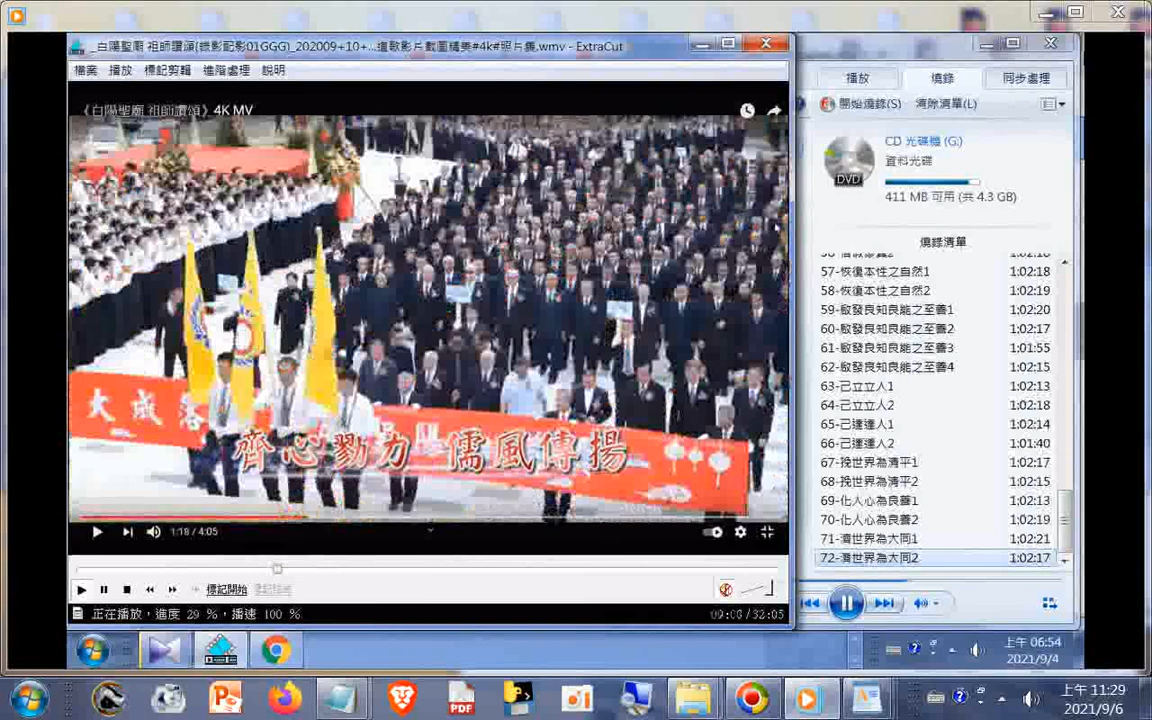 _白陽聖廟 祖師讚頌(錄影配影01GGG)_202009+10+...道歌影片截圖精美#4k#照片集.wmv - ExtraCut
檔案 播放 標記剪輯 進階處理 說明
《白陽聖廟 祖師讚頌》4K MV
大成
齊心勠力 儒風傳揚
1:18 / 4:05
標記開始
正在播放，進度 29 %，播速 100 %
09:08/32:05
播放 燒錄 同步處理
開始燒錄(S) 清除清單(L)
CD 光碟機 (G:)
資料光碟
DVD
411 MB 可用 (共 4.3 GB)
燒錄清單
57-恢復本性之自然1 1:02:18
58-恢復本性之自然2 1:02:19
59-啟發良知良能之至善1 1:02:20
60-啟發良知良能之至善2 1:02:17
61-啟發良知良能之至善3 1:01:55
62-啟發良知良能之至善4 1:02:15
63-己立立人1 1:02:13
64-己立立人2 1:02:18
65-己達達人1 1:02:14
66-己達達人2 1:01:40
67-挽世界為清平1 1:02:17
68-挽世界為清平2 1:02:15
69-化人心為良善1 1:02:13
70-化人心為良善2 1:02:19
71-濟世界為大同1 1:02:21
72-濟世界為大同2 1:02:17
上午 06:54
2021/9/4
PDF
上午 11:29
2021/9/6